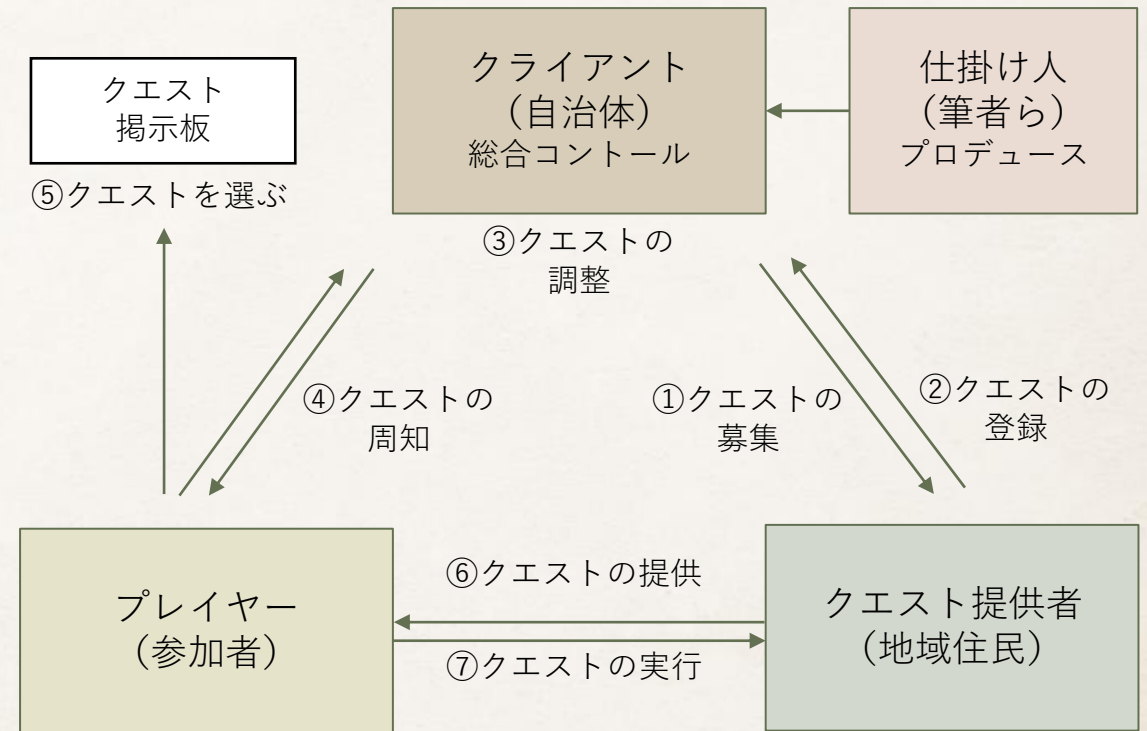 クエスト
掲示板
⑤クエストを選ぶ
クライアント
（自治体）
総合コントール
仕掛け人
（筆者ら）
プロデュース
③クエストの
調整
④クエストの
周知
①クエストの
募集
②クエストの
登録
プレイヤー
（参加者）
⑥クエストの提供
⑦クエストの実行
クエスト提供者
（地域住民）